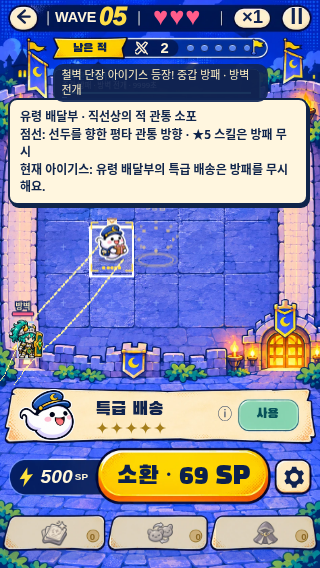 WAVE 05
×1
남은 적 2
철벽 단장 아이기스 등장! 중갑 방패 · 방벽
전개
유령 배달부 · 직선상의 적 관통 소포
점선: 선두를 향한 평타 관통 방향 · ★5 스킬은 방패 무
시
현재 아이기스: 유령 배달부의 특급 배송은 방패를 무시
해요.
특급 배송
사용
500 SP
소환 · 69 SP
0
0
0